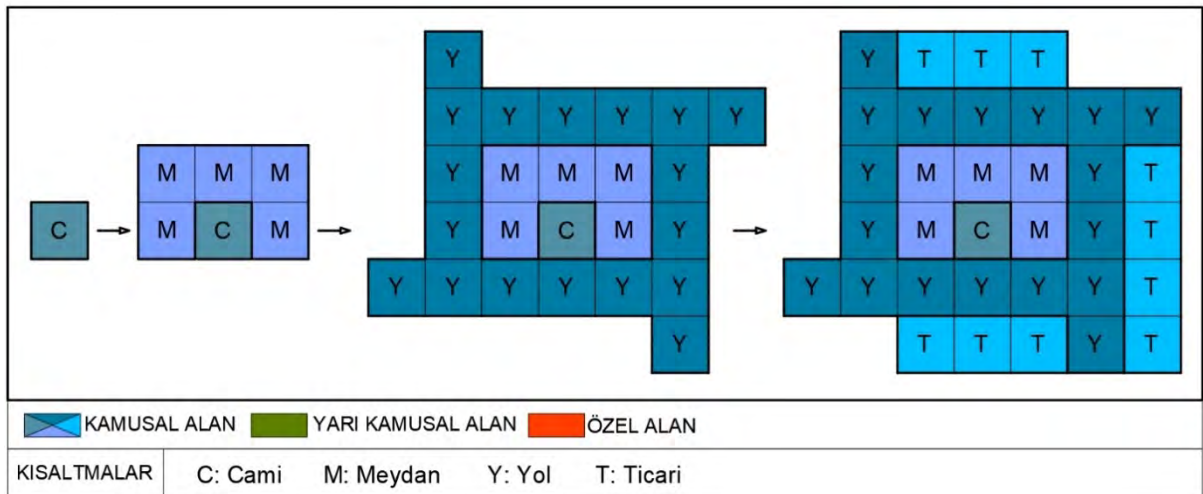 Y Y T T T
Y Y Y Y Y Y Y Y Y Y Y Y
M M M Y M M M Y Y M M M Y T
C M C M Y M C M Y Y M C M Y T
Y Y Y Y Y Y Y Y Y Y Y Y Y T
Y T T T Y T
KAMUSAL ALAN YARI KAMUSAL ALAN ÖZEL ALAN
KISALTMALAR C: Cami M: Meydan Y: Yol T: Ticari